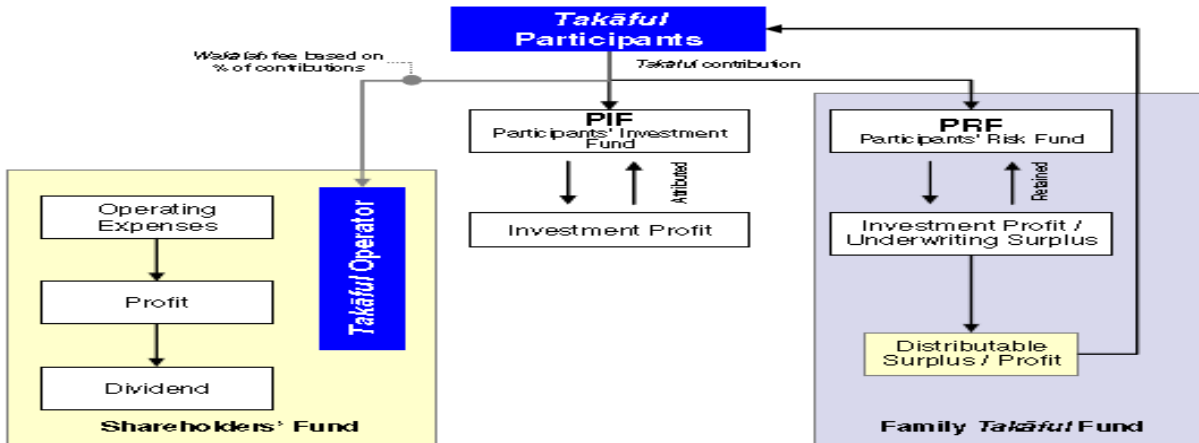 Takāful
Participants
Wakālah fee based on
% of contributions
Takāful contribution
PIF
Participants' Investment
Fund
PRF
Participants' Risk Fund
Attributed
Retained
Operating
Expenses
Takāful Operator
Investment Profit
Investment Profit /
Underwriting Surplus
Profit
Distributable
Surplus / Profit
Dividend
Shareholders' Fund
Family Takāful Fund